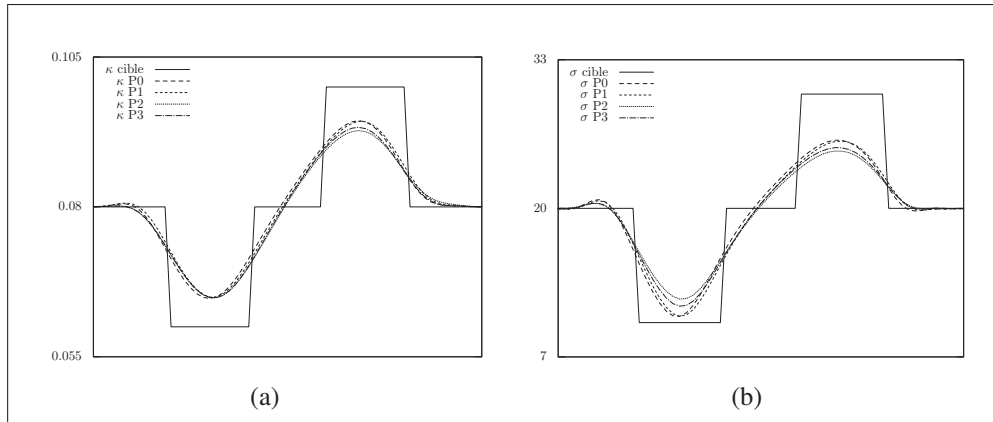 0.105
κ cible
κ P0
κ P1
κ P2
κ P3
0.08
0.055
(a)
33
σ cible
σ P0
σ P1
σ P2
σ P3
20
7
(b)